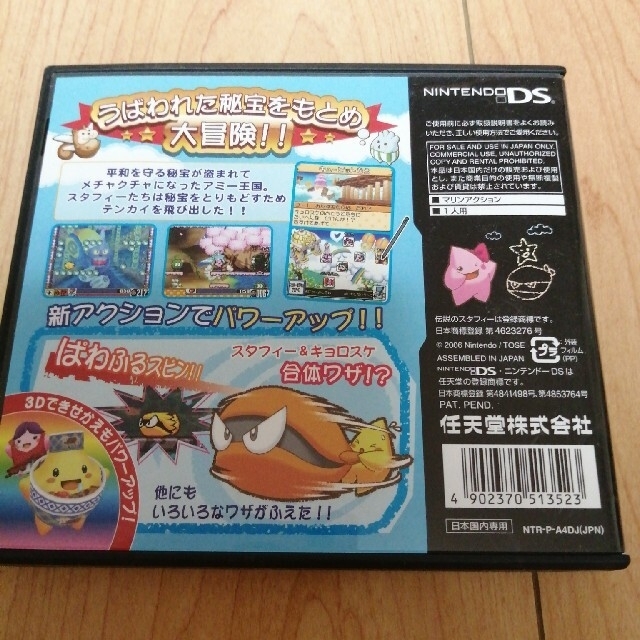 うばわれた秘宝をもとめ
大冒険!!
平和を守る秘宝が盗まれて
メチャクチャになったアミー王国。
スタフィーたちは秘宝をとりもどすため
テンカイを飛び出した!!
新アクションでパワーアップ!!
ぱわふるスピン!!
スタフィー&キョロスケ
合体ワザ!?
3Dできせかえもパワーアップ!
他にも
いろいろなワザがふえた!!
NINTENDO DS
ご使用前に必ず取扱説明書をよくお読み
いただき、正しい使用方法でご使用ください。
FOR SALE AND USE IN JAPAN ONLY.
COMMERCIAL USE, UNAUTHORIZED
COPY AND RENTAL PROHIBITED.
本品は日本国内だけの販売および使用
とし、また商業目的の使用や無断複製
および賃貸は禁止されています。
■マリンアクション
■1人用
伝説のスタフィーは登録商標です。
日本商標登録 第4623276号
© 2006 Nintendo / TOSE
ASSEMBLED IN JAPAN
プラ
外装
フィルム
(PP)
NINTENDO DS・ニンテンドーDSは
任天堂の登録商標です。
日本商標登録 第4841498号、第4853764号
PAT. PEND.
任天堂株式会社
4 902370 513523
日本国内専用
NTR-P-A4DJ(JPN)